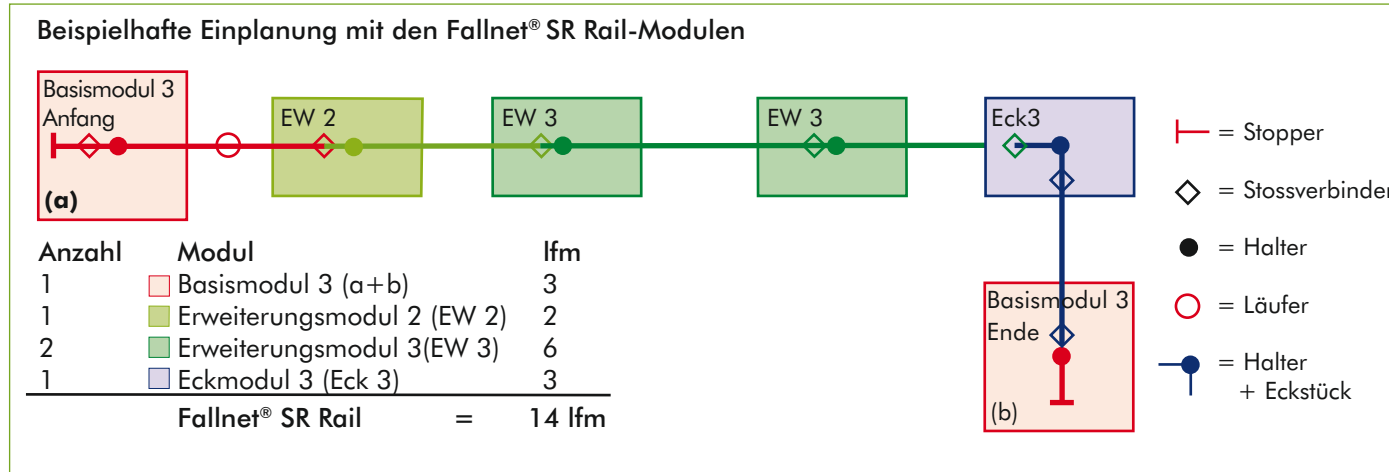 Beispielhafte Einplanung mit den Fallnet® SR Rail-Modulen
Basismodul 3
Anfang
(a)
EW 2
EW 3
EW 3
Eck3
Basismodul 3
Ende
(b)
= Stopper
= Stossverbinder
= Halter
= Läufer
= Halter
+ Eckstück
Anzahl Modul lfm
1 Basismodul 3 (a+b) 3
1 Erweiterungsmodul 2 (EW 2) 2
2 Erweiterungsmodul 3(EW 3) 6
1 Eckmodul 3 (Eck 3) 3
Fallnet® SR Rail = 14 lfm